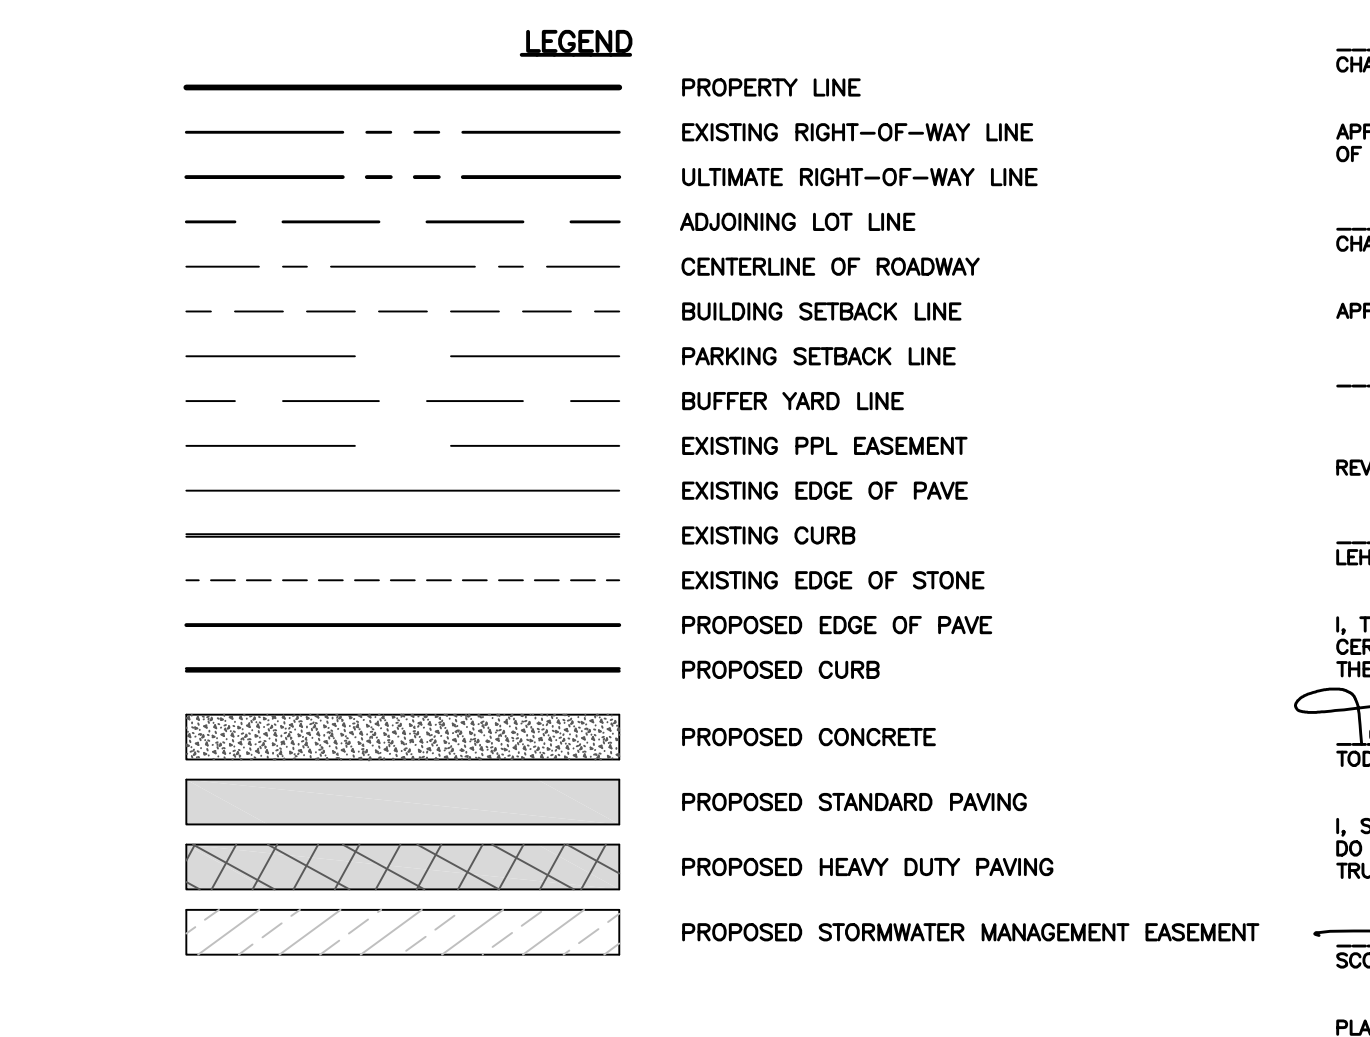 LEGEND
PROPERTY LINE
EXISTING RIGHT-OF-WAY LINE
ULTIMATE RIGHT-OF-WAY LINE
ADJOINING LOT LINE
CENTERLINE OF ROADWAY
BUILDING SETBACK LINE
PARKING SETBACK LINE
BUFFER YARD LINE
EXISTING PPL EASEMENT
EXISTING EDGE OF PAVE
EXISTING CURB
EXISTING EDGE OF STONE
PROPOSED EDGE OF PAVE
PROPOSED CURB
PROPOSED CONCRETE
PROPOSED STANDARD PAVING
PROPOSED HEAVY DUTY PAVING
PROPOSED STORMWATER MANAGEMENT EASEMENT
OF
I,
THE
I,
DO